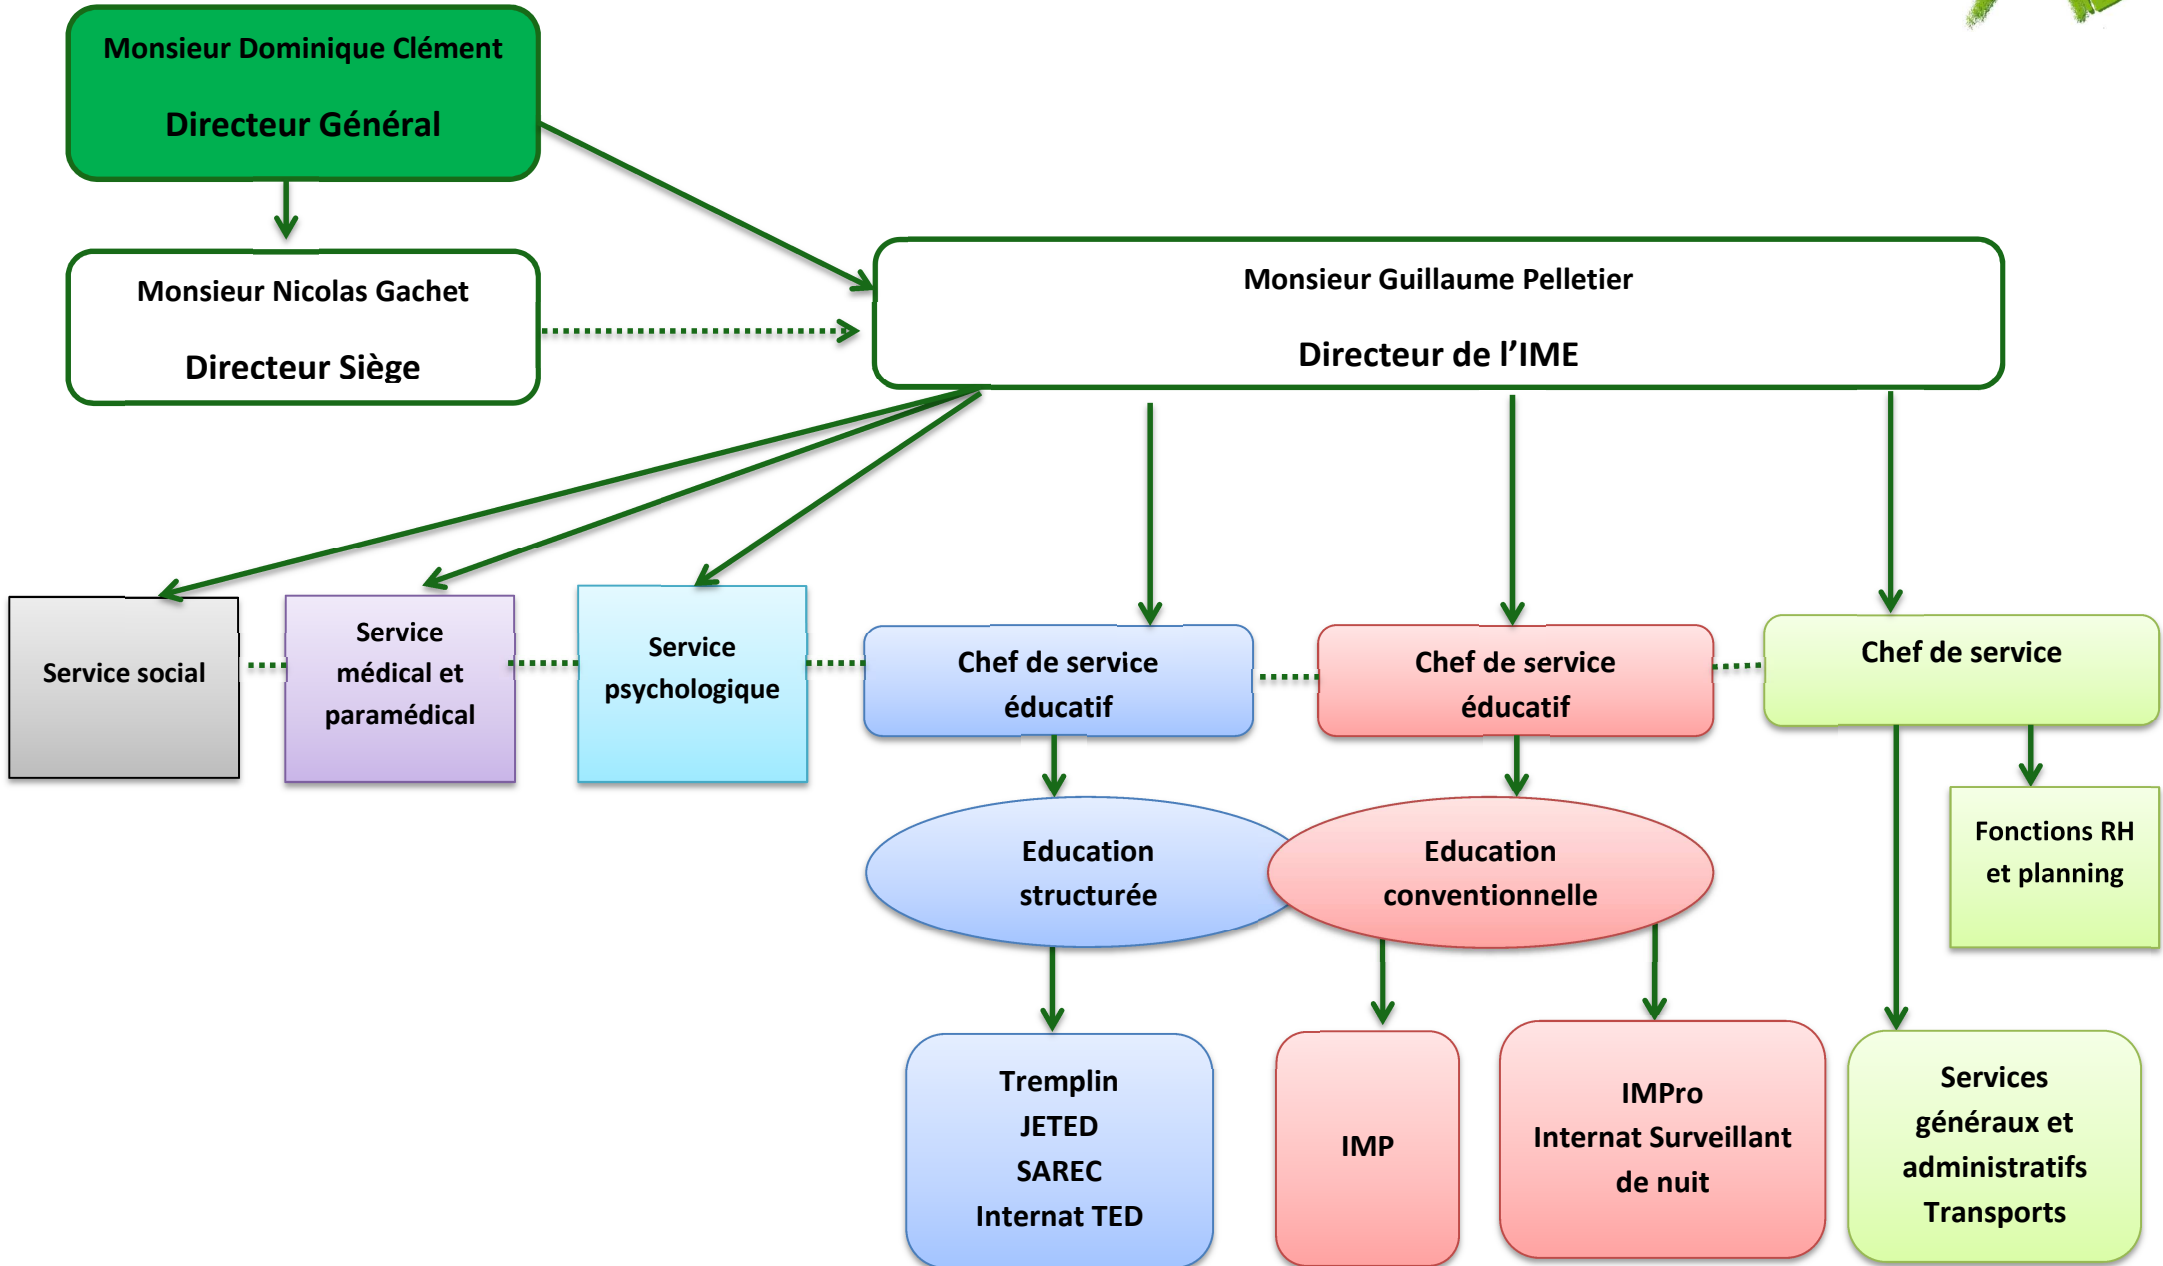 Monsieur Dominique Clément
Directeur Général
Monsieur Nicolas Gachet
Directeur Siège
Monsieur Guillaume Pelletier
Directeur de l’IME
Service social
Service
médical et
paramédical
Service
psychologique
Chef de service
éducatif
Chef de service
éducatif
Chef de service
Education
structurée
Education
conventionnelle
Fonctions RH
et planning
Tremplin
JETED
SAREC
Internat TED
IMP
IMPro
Internat Surveillant
de nuit
Services
généraux et
administratifs
Transports